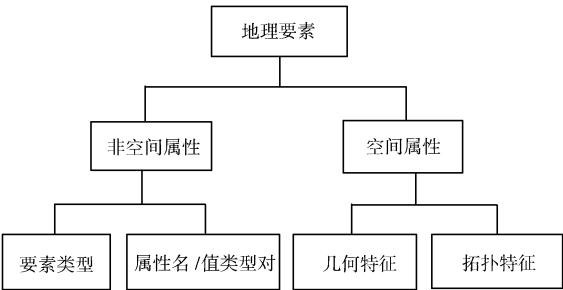 地理要素
非空间属性
空间属性
要素类型
属性名/值类型对
几何特征
拓扑特征